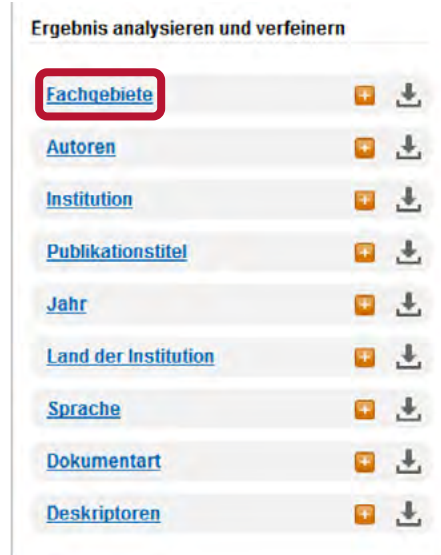 Ergebnis analysieren und verfeinern
Fachgebiete
Autoren
Institution
Publikationstitel
Jahr
Land der Institution
Sprache
Dokumentart
Deskriptoren